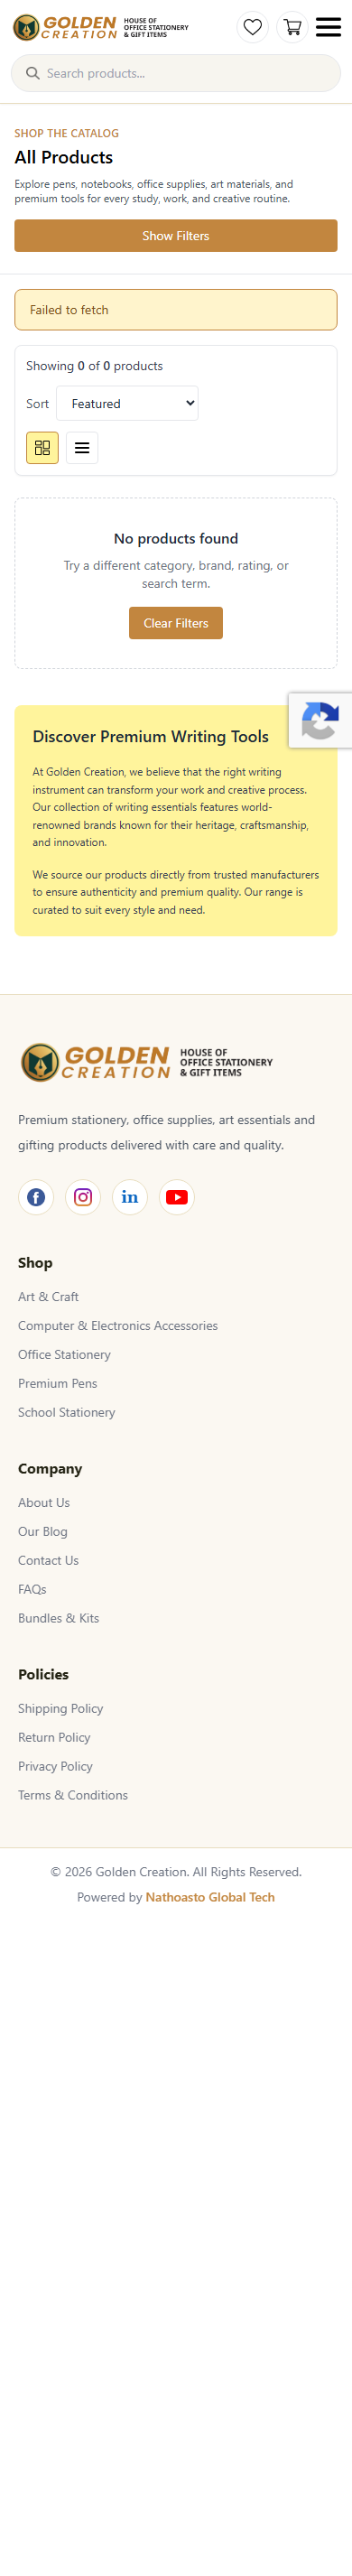 GOLDEN
CREATION
HOUSE OF
OFFICE STATIONERY
& GIFT ITEMS
Search products...
SHOP THE CATALOG
All Products
Explore pens, notebooks, office supplies, art materials, and
premium tools for every study, work, and creative routine.
Show Filters
Failed to fetch
Showing 0 of 0 products
Sort
Featured
No products found
Try a different category, brand, rating, or
search term.
Clear Filters
Discover Premium Writing Tools
At Golden Creation, we believe that the right writing
instrument can transform your work and creative process.
Our collection of writing essentials features world-
renowned brands known for their heritage, craftsmanship,
and innovation.
We source our products directly from trusted manufacturers
to ensure authenticity and premium quality. Our range is
curated to suit every style and need.
GOLDEN
CREATION
HOUSE OF
OFFICE STATIONERY
& GIFT ITEMS
Premium stationery, office supplies, art essentials and
gifting products delivered with care and quality.
Shop
Art & Craft
Computer & Electronics Accessories
Office Stationery
Premium Pens
School Stationery
Company
About Us
Our Blog
Contact Us
FAQs
Bundles & Kits
Policies
Shipping Policy
Return Policy
Privacy Policy
Terms & Conditions
© 2026 Golden Creation. All Rights Reserved.
Powered by Nathoasto Global Tech